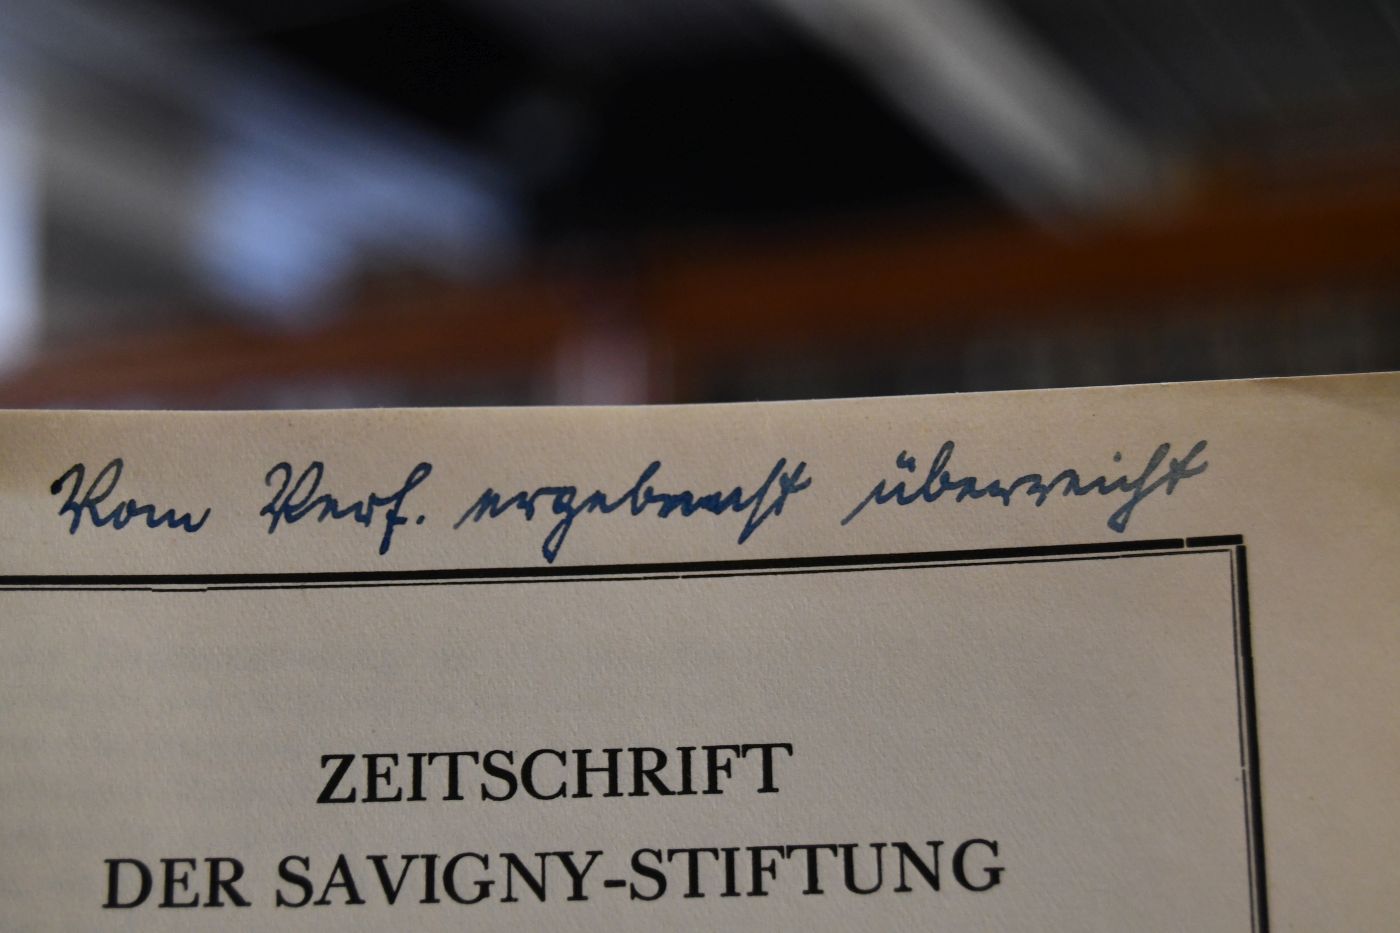 Vom Verf. ergebenst überreicht
ZEITSCHRIFT
DER SAVIGNY-STIFTUNG